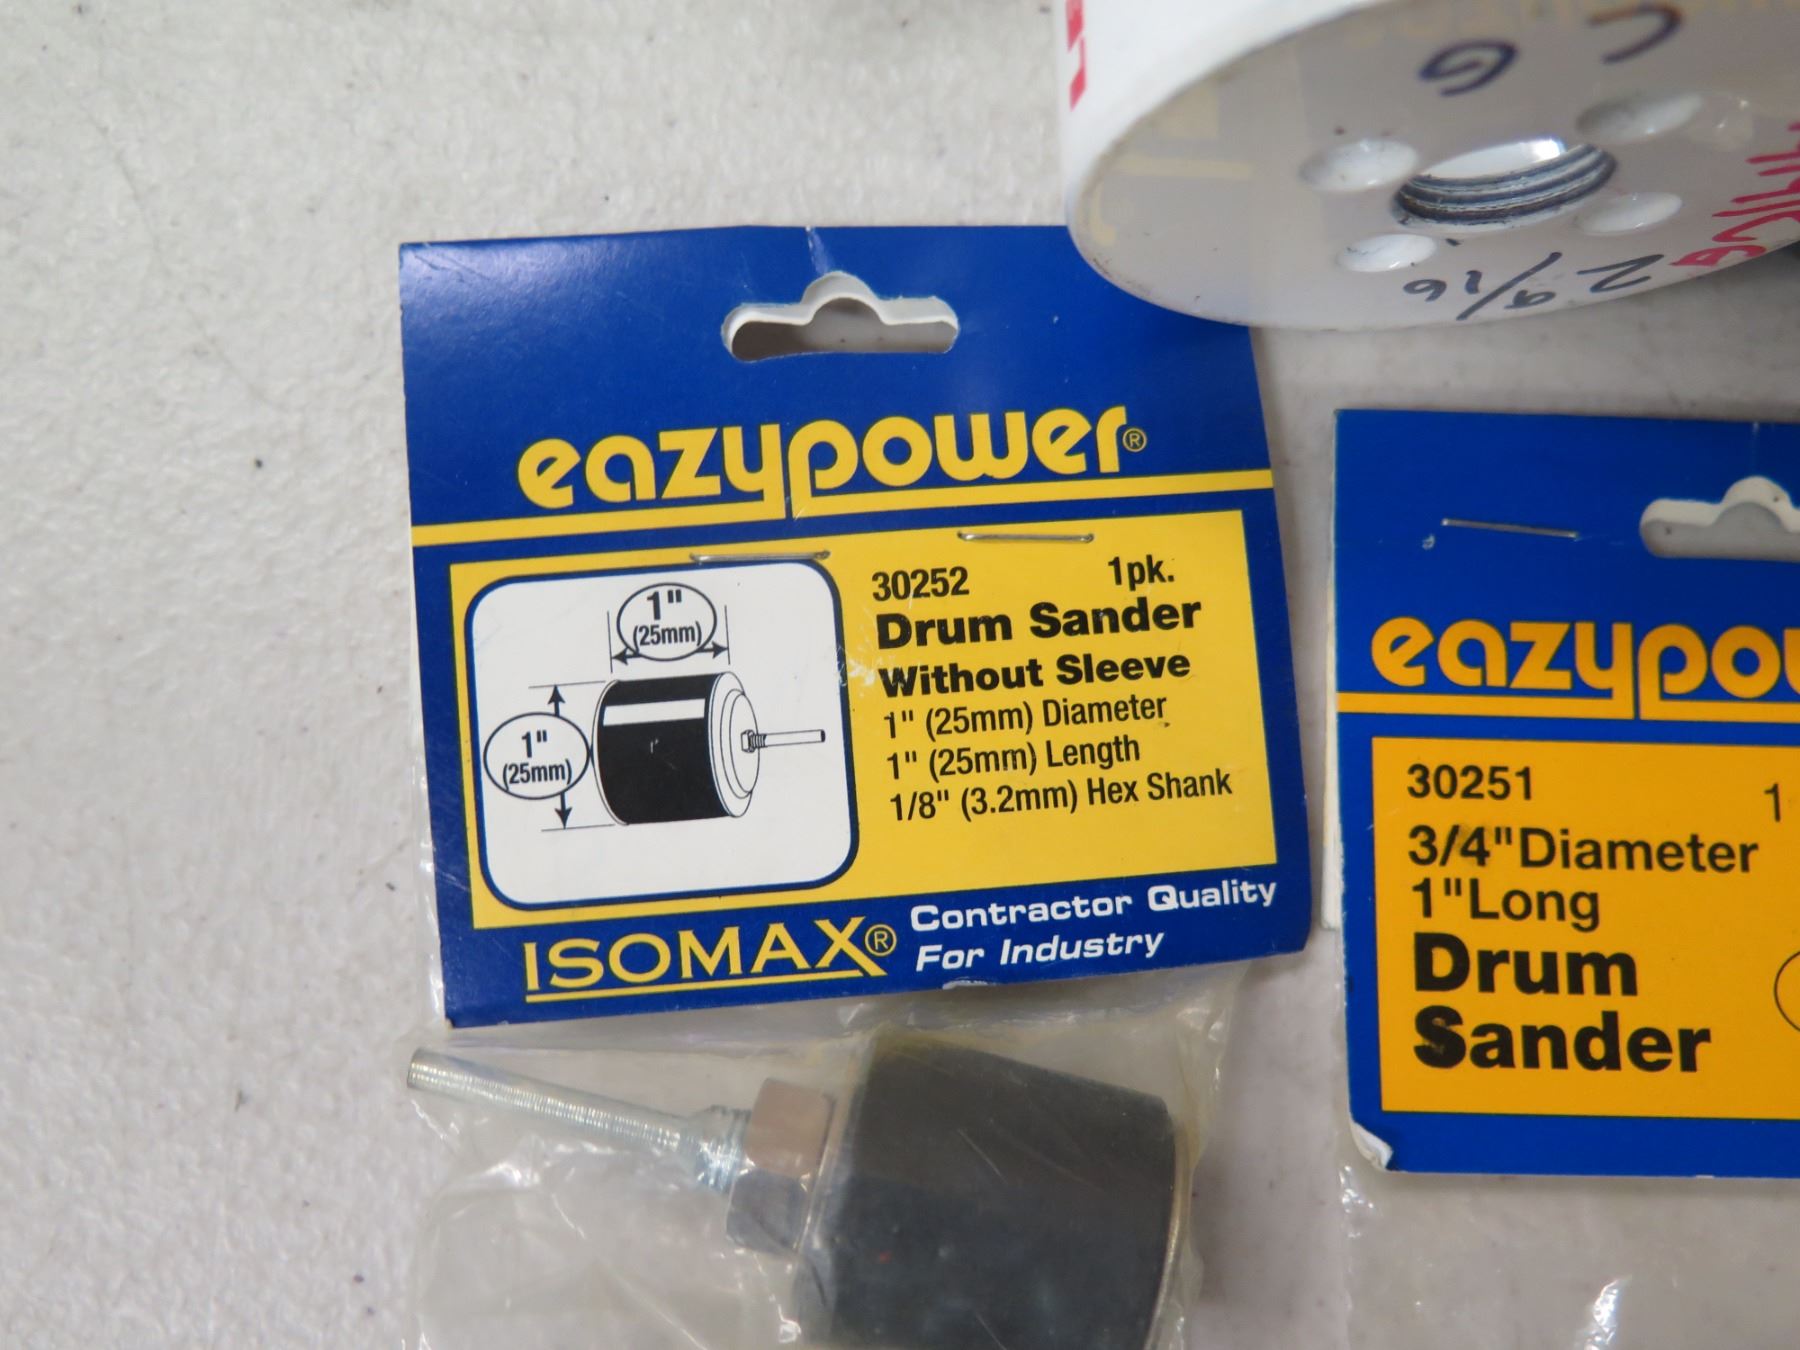 G
2 9/16
eazypower®
30252 1pk.
Drum Sander
Without Sleeve
1" (25mm) Diameter
1" (25mm) Length
1/8" (3.2mm) Hex Shank
1"
(25mm)
1"
(25mm)
ISOMAX® Contractor Quality
For Industry
eazypow
30251 1
3/4" Diameter
1" Long
Drum
Sander